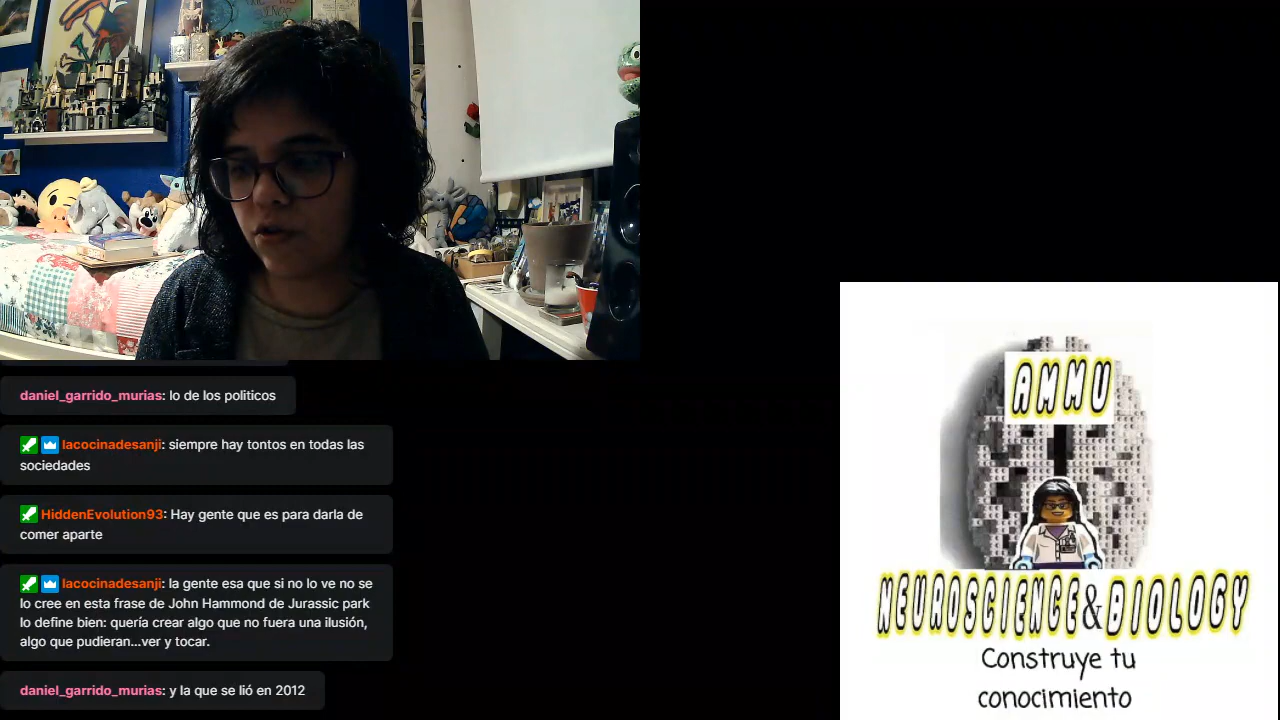 daniel_garrido_murias: lo de los politicos
lacocinadesanji: siempre hay tontos en todas las
sociedades
HiddenEvolution93: Hay gente que es para darla de
comer aparte
lacocinadesanji: la gente esa que si no lo ve no se
lo cree en esta frase de John Hammond de Jurassic park
lo define bien: quería crear algo que no fuera una ilusión,
algo que pudieran...ver y tocar.
daniel_garrido_murias: y la que se lió en 2012
AMMU
NEUROSCIENCE&BIOLOGY
Construye tu
conocimiento